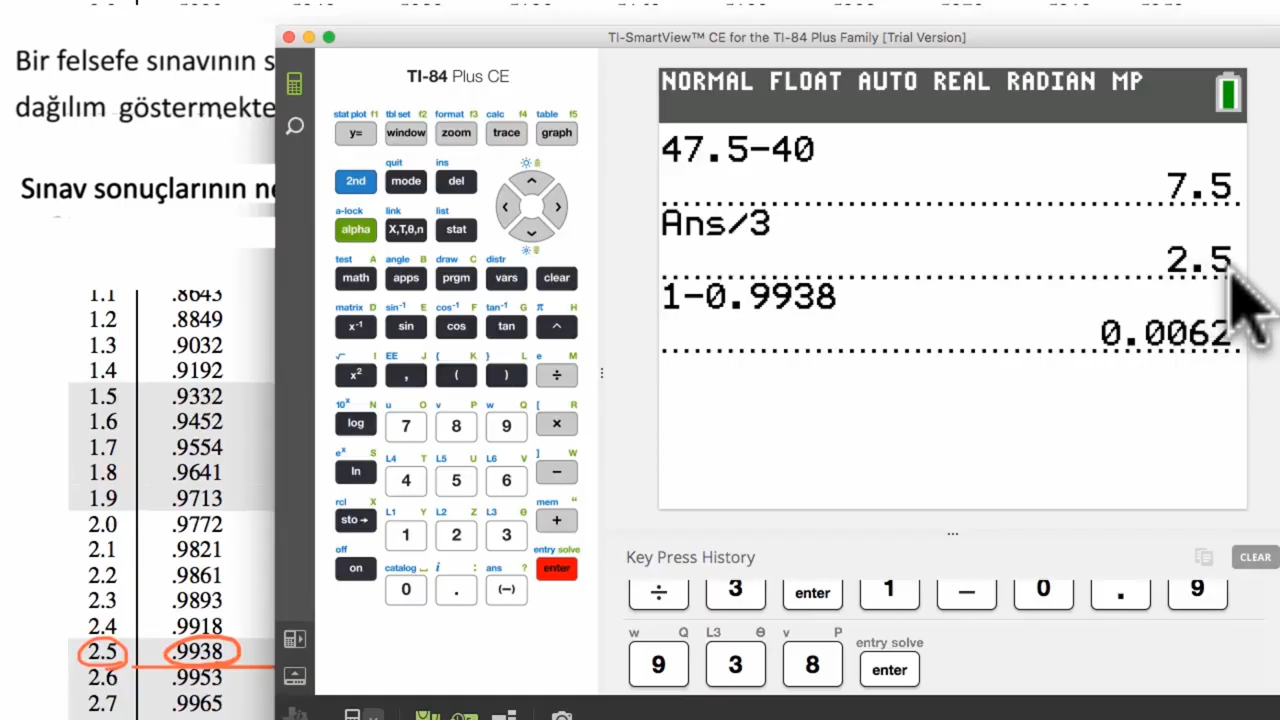 Bir felsefe sınavının s
dağılım göstermekte
Sınav sonuçlarının ne
1.1 .8643
1.2 .8849
1.3 .9032
1.4 .9192
1.5 .9332
1.6 .9452
1.7 .9554
1.8 .9641
1.9 .9713
2.0 .9772
2.1 .9821
2.2 .9861
2.3 .9893
2.4 .9918
2.5 .9938
2.6 .9953
2.7 .9965
TI-SmartView™ CE for the TI-84 Plus Family [Trial Version]
TI-84 Plus CE
stat plot f1 tbl set f2 format f3 calc f4 table f5
y= window zoom trace graph
quit ins
2nd mode del
a-lock link list
alpha X,T,θ,n stat
test A angle B draw C distr
math apps prgm vars clear
matrix D sin⁻¹ E cos⁻¹ F tan⁻¹ G π H
x⁻¹ sin cos tan ^
√ I EE J { K } L e M
x² , ( ) ÷
10ˣ N u O v P w Q [ R
log 7 8 9 ×
eˣ S L4 T L5 U L6 V ] W
ln 4 5 6 −
rcl X L1 Y L2 Z L3 θ mem "
sto→ 1 2 3 +
off catalog i : ans ? entry solve
on 0 . (−) enter
NORMAL FLOAT AUTO REAL RADIAN MP
47.5-40
7.5
Ans/3
2.5
1-0.9938
0.0062
Key Press History
CLEAR
÷ 3 enter 1 − 0 . 9
w Q L3 θ v P entry solve
9 3 8 enter